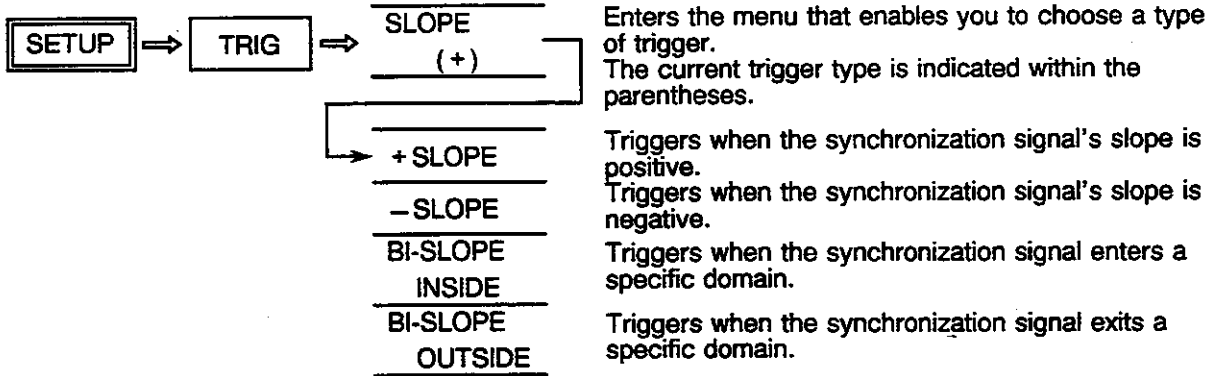 SETUP
TRIG
SLOPE
(+)
Enters the menu that enables you to choose a type
of trigger.
The current trigger type is indicated within the
parentheses.
+SLOPE
Triggers when the synchronization signal's slope is
positive.
−SLOPE
Triggers when the synchronization signal's slope is
negative.
BI-SLOPE
INSIDE
Triggers when the synchronization signal enters a
specific domain.
BI-SLOPE
OUTSIDE
Triggers when the synchronization signal exits a
specific domain.